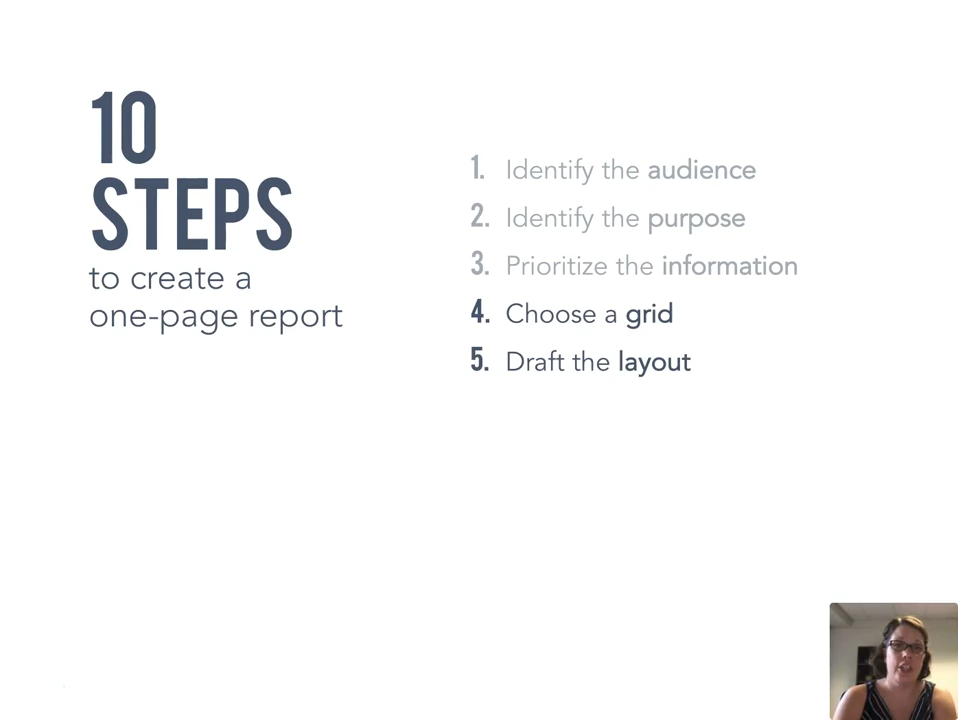 10
STEPS
to create a
one-page report
1. Identify the audience
2. Identify the purpose
3. Prioritize the information
4. Choose a grid
5. Draft the layout